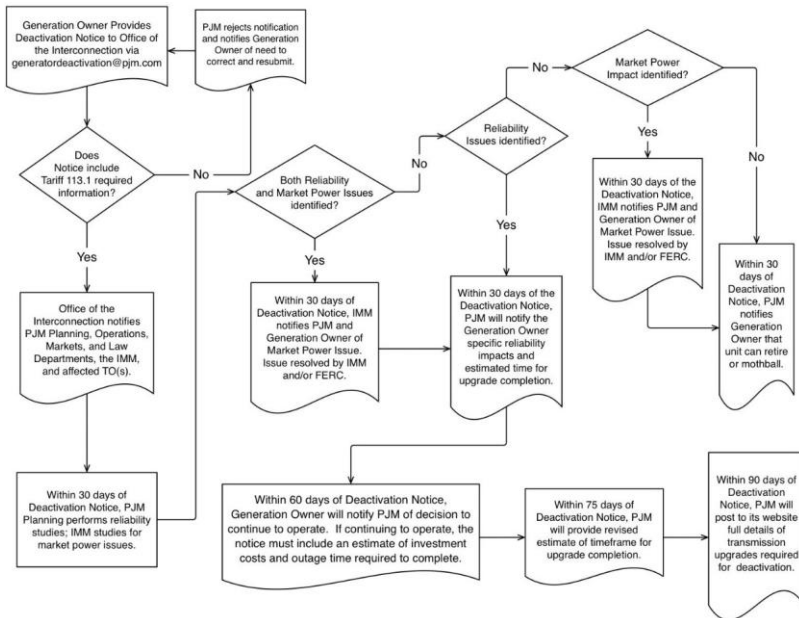 Generation Owner Provides
Deactivation Notice to Office of
the Interconnection via
generatordeactivation@pjm.com
PJM rejects notification
and notifies Generation
Owner of need to
correct and resubmit.
Does
Notice include
Tariff 113.1 required
information?
No
Yes
Office of the
Interconnection notifies
PJM Planning, Operations,
Markets, and Law
Departments, the IMM,
and affected TO(s).
Within 30 days of
Deactivation Notice, PJM
Planning performs reliability
studies; IMM studies for
market power issues.
Both Reliability
and Market Power Issues
identified?
No
Yes
Within 30 days of
Deactivation Notice, IMM
notifies PJM and
Generation Owner of
Market Power Issue.
Issue resolved by IMM
and/or FERC.
Reliability
Issues identified?
No
Yes
Within 30 days of the
Deactivation Notice,
PJM will notify the
Generation Owner
specific reliability
impacts and
estimated time for
upgrade completion.
Market Power
Impact identified?
Yes
No
Within 30 days of the
Deactivation Notice,
IMM notifies PJM and
Generation Owner of
Market Power Issue.
Issue resolved by
IMM and/or FERC.
Within 30
days of
Deactivation
Notice, PJM
notifies
Generation
Owner that
unit can retire
or mothball.
Within 60 days of Deactivation Notice,
Generation Owner will notify PJM of decision to
continue to operate. If continuing to operate, the
notice must include an estimate of investment
costs and outage time required to complete.
Within 75 days of
Deactivation Notice, PJM
will provide revised
estimate of timeframe for
upgrade completion.
Within 90 days of
Deactivation
Notice, PJM will
post to its website
full details of
transmission
upgrades required
for deactivation.